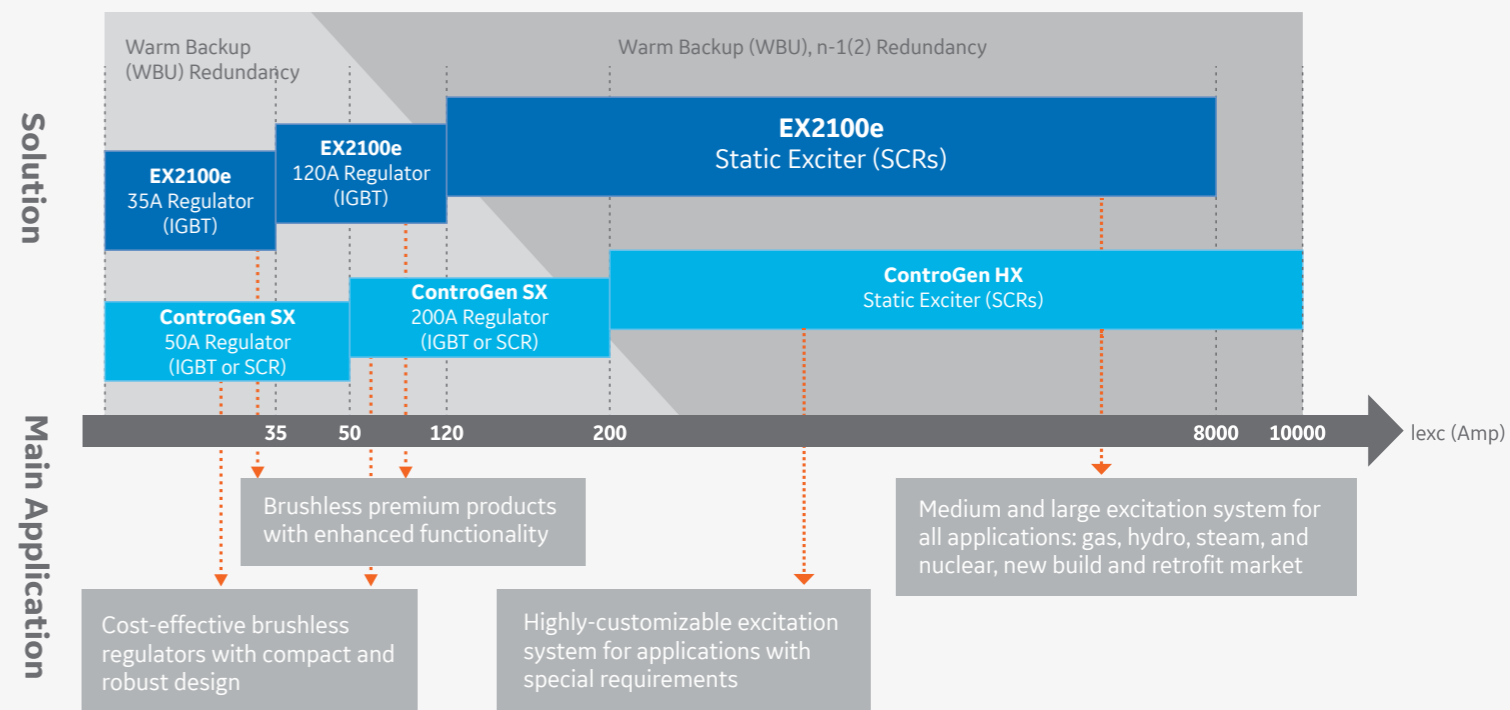 Warm Backup
(WBU) Redundancy
Warm Backup (WBU), n-1(2) Redundancy
Solution
EX2100e
35A Regulator
(IGBT)
EX2100e
120A Regulator
(IGBT)
EX2100e
Static Exciter (SCRs)
ControGen SX
50A Regulator
(IGBT or SCR)
ControGen SX
200A Regulator
(IGBT or SCR)
ControGen HX
Static Exciter (SCRs)
35 50 120 200 8000 10000 Iexc (Amp)
Main Application
Brushless premium products
with enhanced functionality
Medium and large excitation system for
all applications: gas, hydro, steam, and
nuclear, new build and retrofit market
Cost-effective brushless
regulators with compact and
robust design
Highly-customizable excitation
system for applications with
special requirements